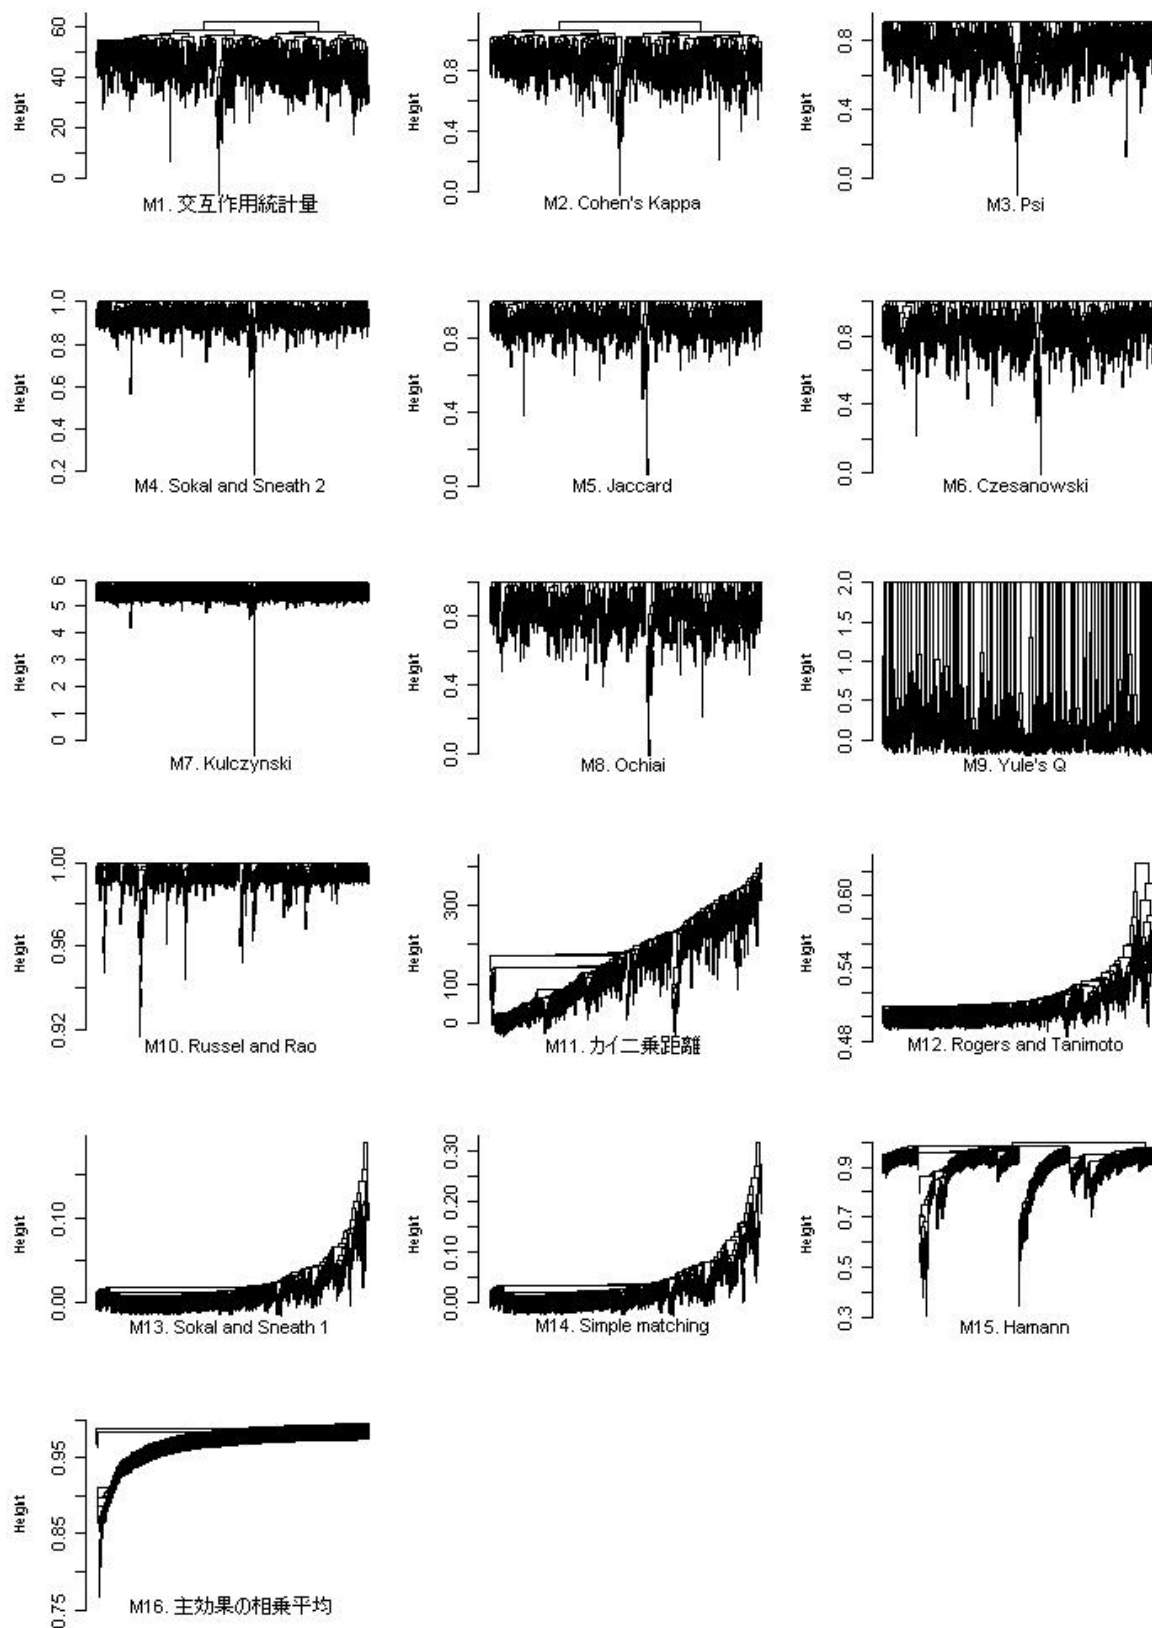 Height
60
40
20
0
M1. 交互作用統計量
Height
0.8
0.4
0.0
M2. Cohen's Kappa
Height
0.8
0.4
0.0
M3. Psi
Height
1.0
0.8
0.6
0.4
0.2
M4. Sokal and Sneath 2
Height
0.8
0.4
0.0
M5. Jaccard
Height
0.8
0.4
0.0
M6. Czesanowski
Height
6
5
4
3
2
1
0
M7. Kulczynski
Height
0.8
0.4
0.0
M8. Ochiai
Height
2.0
1.5
1.0
0.5
0.0
M9. Yule's Q
Height
1.00
0.96
0.92
M10. Russel and Rao
Height
300
100
0
M11. カイ二乗距離
Height
0.60
0.54
0.48
M12. Rogers and Tanimoto
Height
0.10
0.00
M13. Sokal and Sneath 1
Height
0.30
0.20
0.10
0.00
M14. Simple matching
Height
0.9
0.7
0.5
0.3
M15. Hamann
Height
0.95
0.85
0.75
M16. 主効果の相乗平均